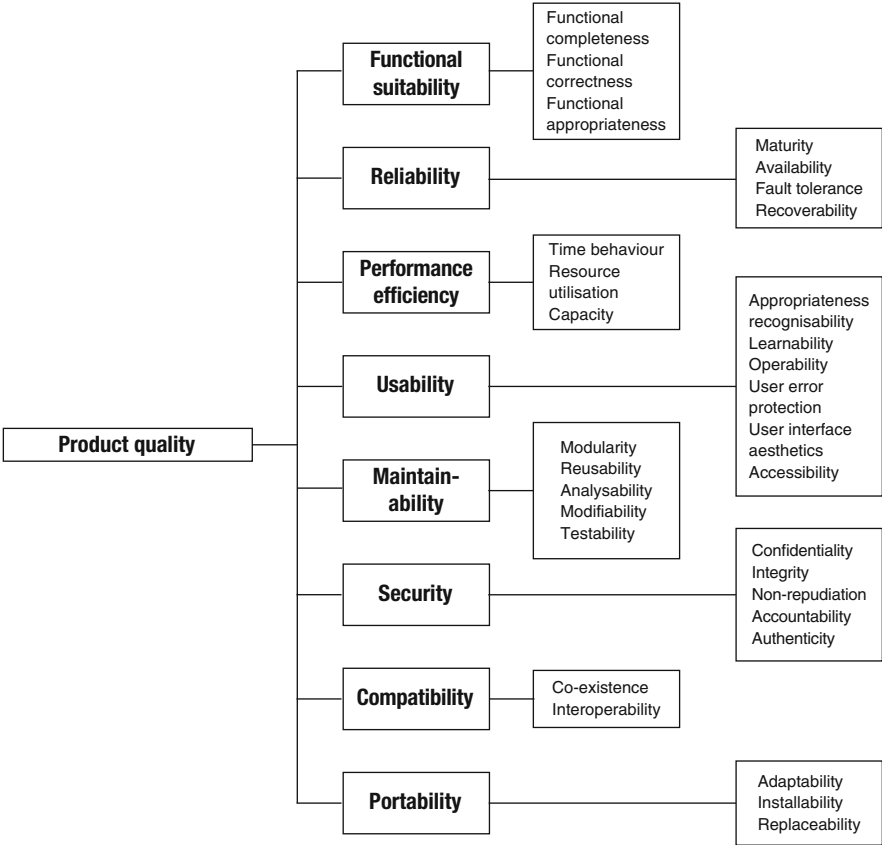 Product quality
Functional
suitability
Functional
completeness
Functional
correctness
Functional
appropriateness
Reliability
Maturity
Availability
Fault tolerance
Recoverability
Performance
efficiency
Time behaviour
Resource
utilisation
Capacity
Usability
Appropriateness
recognisability
Learnability
Operability
User error
protection
User interface
aesthetics
Accessibility
Maintain-
ability
Modularity
Reusability
Analysability
Modifiability
Testability
Security
Confidentiality
Integrity
Non-repudiation
Accountability
Authenticity
Compatibility
Co-existence
Interoperability
Portability
Adaptability
Installability
Replaceability